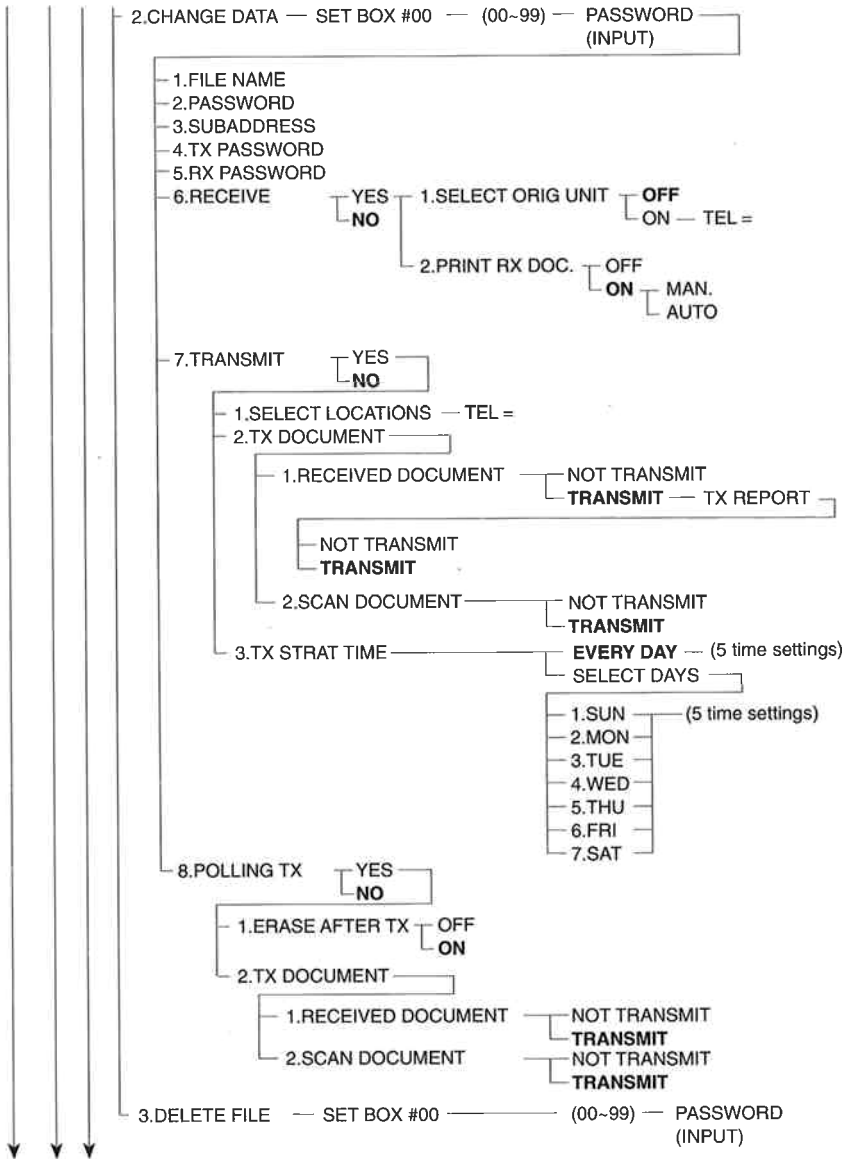 2.CHANGE DATA — SET BOX #00 — (00~99) — PASSWORD
(INPUT)
1.FILE NAME
2.PASSWORD
3.SUBADDRESS
4.TX PASSWORD
5.RX PASSWORD
6.RECEIVE YES 1.SELECT ORIG UNIT OFF
NO ON — TEL =
2.PRINT RX DOC. OFF
ON MAN.
AUTO
7.TRANSMIT YES
NO
1.SELECT LOCATIONS — TEL =
2.TX DOCUMENT
1.RECEIVED DOCUMENT NOT TRANSMIT
TRANSMIT — TX REPORT
NOT TRANSMIT
TRANSMIT
2.SCAN DOCUMENT NOT TRANSMIT
TRANSMIT
3.TX STRAT TIME EVERY DAY — (5 time settings)
SELECT DAYS
1.SUN (5 time settings)
2.MON
3.TUE
4.WED
5.THU
6.FRI
7.SAT
8.POLLING TX YES
NO
1.ERASE AFTER TX OFF
ON
2.TX DOCUMENT
1.RECEIVED DOCUMENT NOT TRANSMIT
TRANSMIT
2.SCAN DOCUMENT NOT TRANSMIT
TRANSMIT
3.DELETE FILE — SET BOX #00 — (00~99) — PASSWORD
(INPUT)